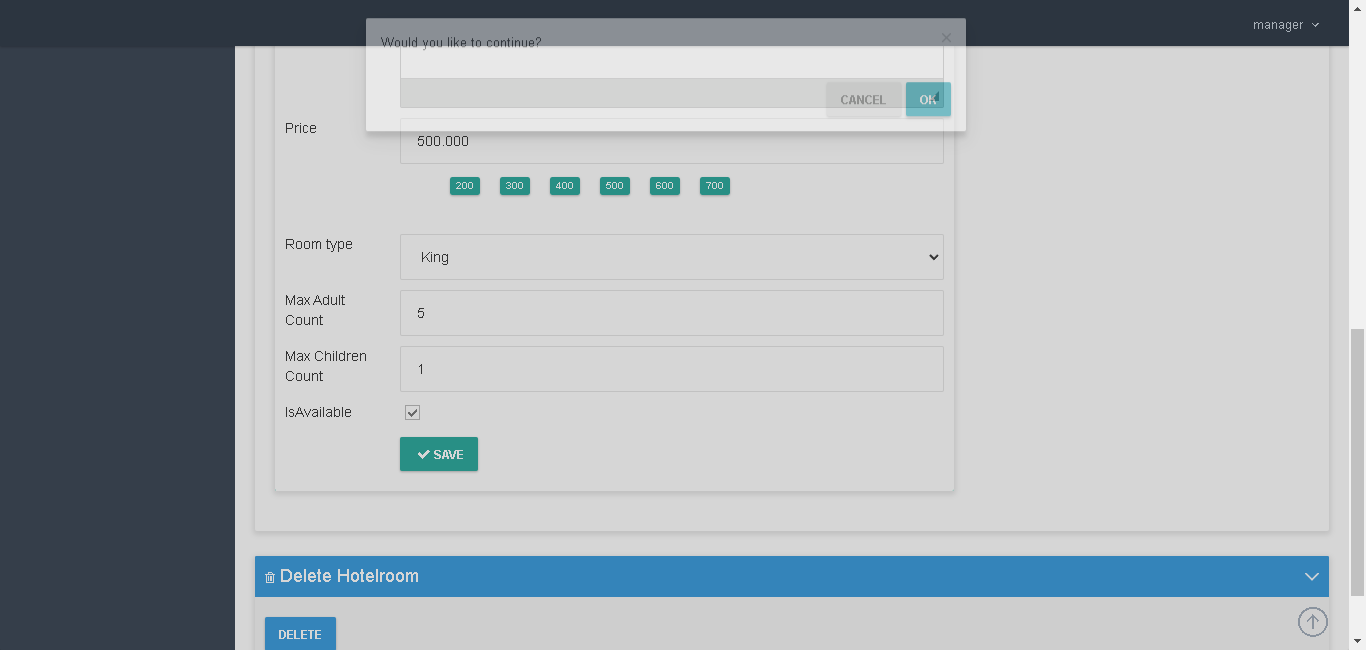 manager
Would you like to continue?
×
CANCEL
OK
Price
500.000
200
300
400
500
600
700
Room type
King
Max Adult
Count
5
Max Children
Count
1
IsAvailable
SAVE
Delete Hotelroom
DELETE